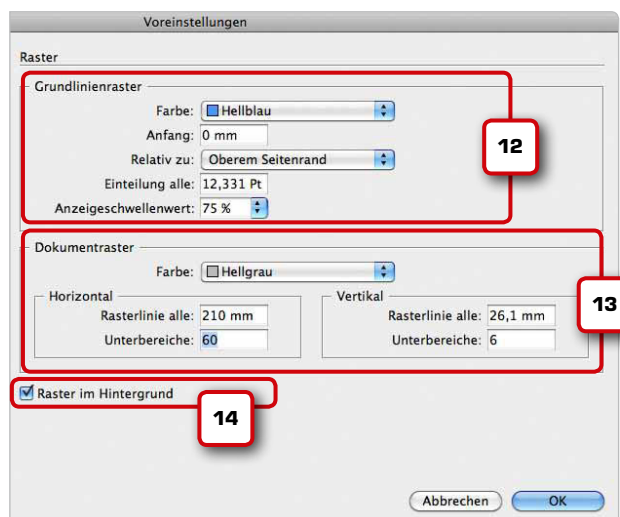 Voreinstellungen
Raster
Grundlinienraster
Farbe: Hellblau
Anfang: 0 mm
Relativ zu: Oberem Seitenrand
Einteilung alle: 12,331 Pt
Anzeigeschwellenwert: 75 %
12
Dokumentraster
Farbe: Hellgrau
Horizontal
Rasterlinie alle: 210 mm
Unterbereiche: 60
Vertikal
Rasterlinie alle: 26,1 mm
Unterbereiche: 6
13
Raster im Hintergrund
14
Abbrechen OK